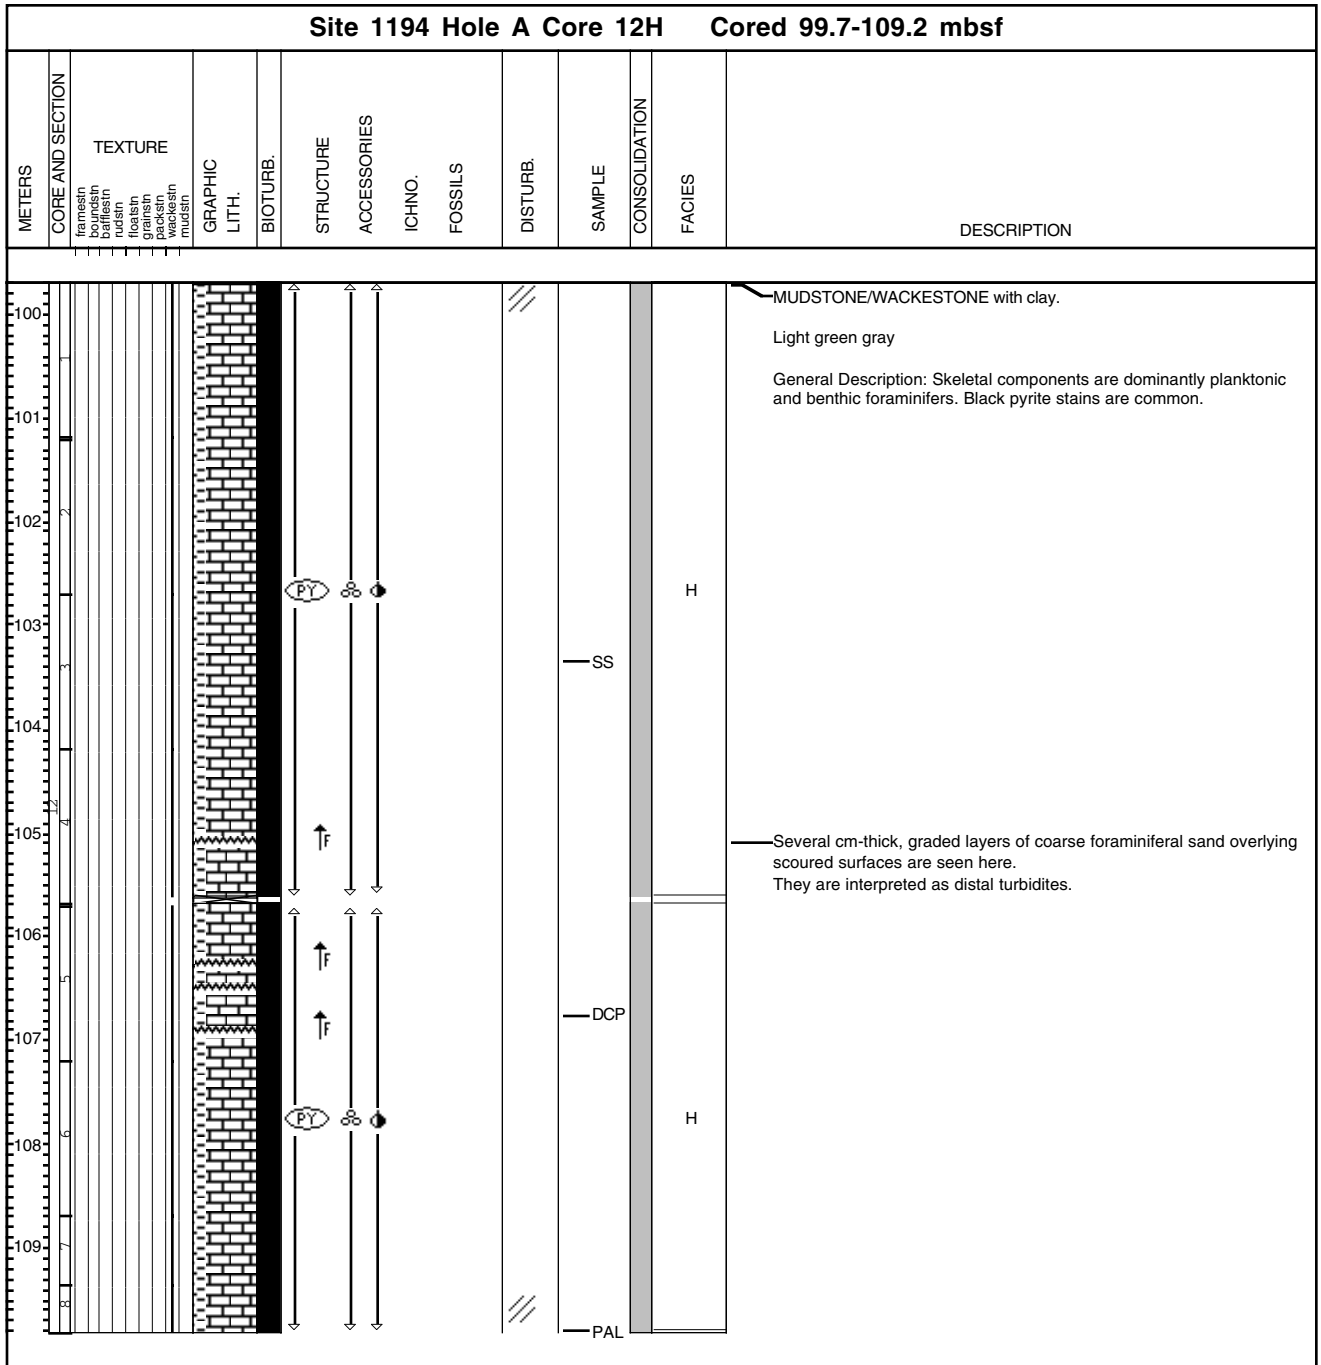 Site 1194 Hole A Core 12H Cored 99.7-109.2 mbsf
METERS
CORE AND SECTION
TEXTURE
framestn
boundstn
bafflestn
rudstn
floatstn
grainstn
packstn
wackestn
mudstn
GRAPHIC
LITH.
BIOTURB.
STRUCTURE
ACCESSORIES
ICHNO.
FOSSILS
DISTURB.
SAMPLE
CONSOLIDATION
FACIES
DESCRIPTION
MUDSTONE/WACKESTONE with clay.
100
Light green gray
1
General Description: Skeletal components are dominantly planktonic
and benthic foraminifers. Black pyrite stains are common.
101
2
102
PY
H
103
SS
3
104
12
4
105
F
Several cm-thick, graded layers of coarse foraminiferal sand overlying
scoured surfaces are seen here.
They are interpreted as distal turbidites.
106
F
5
DCP
F
107
PY
H
6
108
7
109
8
PAL